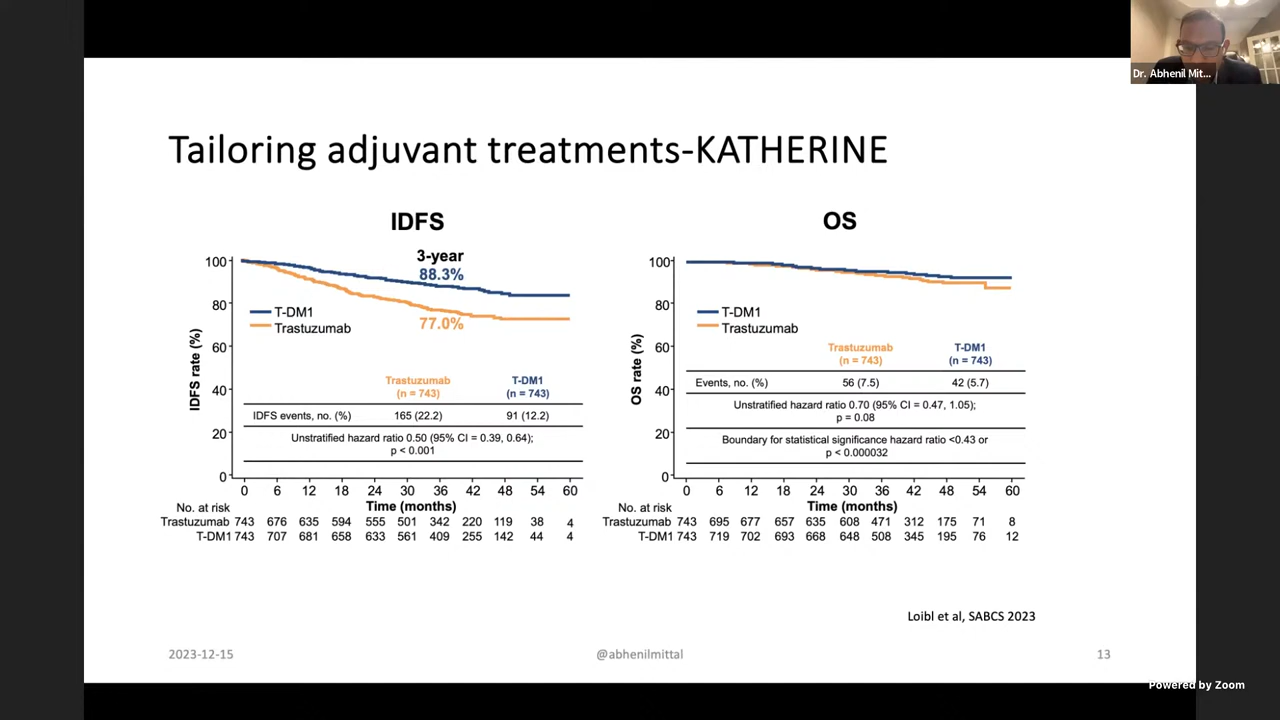 Dr. Abhenil Mit...
Tailoring adjuvant treatments-KATHERINE
IDFS
IDFS rate (%)
100
80
60
40
20
0
3-year
88.3%
77.0%
T-DM1
Trastuzumab
Trastuzumab T-DM1
(n = 743) (n = 743)
IDFS events, no. (%) 165 (22.2) 91 (12.2)
Unstratified hazard ratio 0.50 (95% CI = 0.39, 0.64);
p < 0.001
0 6 12 18 24 30 36 42 48 54 60
Time (months)
No. at risk
Trastuzumab 743 676 635 594 555 501 342 220 119 38 4
T-DM1 743 707 681 658 633 561 409 255 142 44 4
OS
OS rate (%)
100
80
60
40
20
0
T-DM1
Trastuzumab
Trastuzumab T-DM1
(n = 743) (n = 743)
Events, no. (%) 56 (7.5) 42 (5.7)
Unstratified hazard ratio 0.70 (95% CI = 0.47, 1.05);
p = 0.08
Boundary for statistical significance hazard ratio <0.43 or
p < 0.000032
0 6 12 18 24 30 36 42 48 54 60
Time (months)
No. at risk
Trastuzumab 743 695 677 657 635 608 471 312 175 71 8
T-DM1 743 719 702 693 668 648 508 345 195 76 12
Loibl et al, SABCS 2023
2023-12-15
@abhenilmittal
13
Powered by Zoom